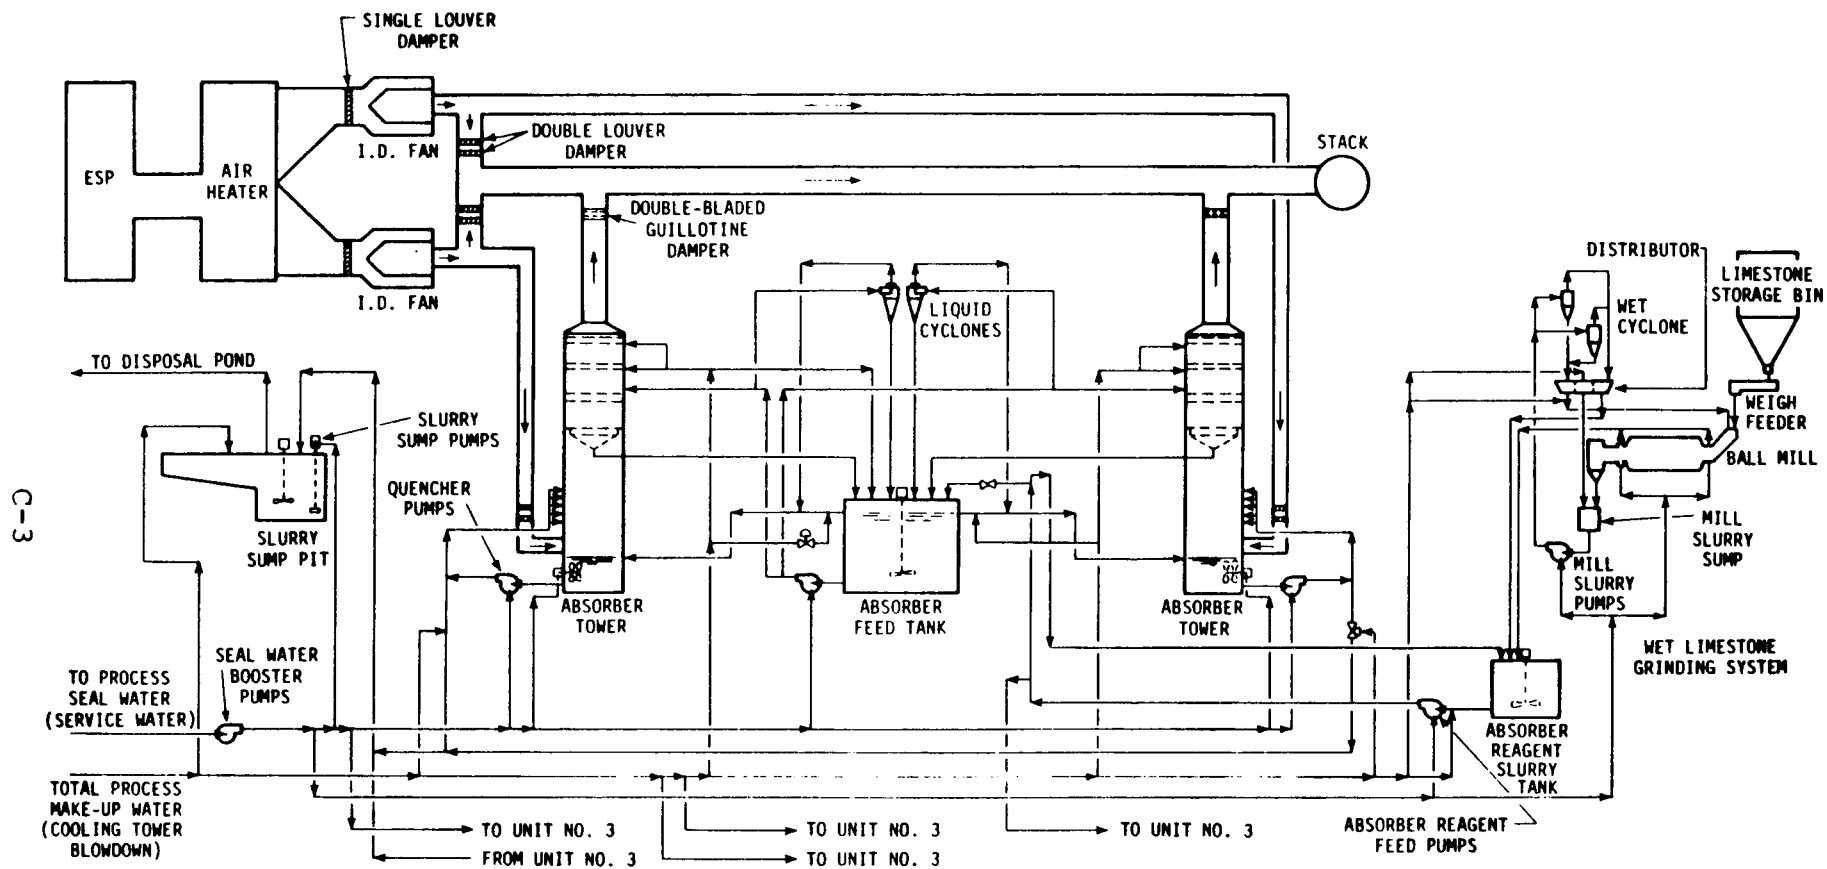 SINGLE LOUVER
DAMPER
I.D. FAN
DOUBLE LOUVER
DAMPER
STACK
ESP
AIR
HEATER
DOUBLE-BLADED
GUILLOTINE
DAMPER
I.D. FAN
DISTRIBUTOR
LIMESTONE
STORAGE BIN
WET
CYCLONE
LIQUID
CYCLONES
TO DISPOSAL POND
WEIGH
FEEDER
SLURRY
SUMP PUMPS
BALL MILL
QUENCHER
PUMPS
C-3
SLURRY
SUMP PIT
MILL
SLURRY
SUMP
MILL
SLURRY
PUMPS
ABSORBER
TOWER
ABSORBER
FEED TANK
ABSORBER
TOWER
WET LIMESTONE
GRINDING SYSTEM
SEAL WATER
BOOSTER
PUMPS
TO PROCESS
SEAL WATER
(SERVICE WATER)
ABSORBER
REAGENT
SLURRY
TANK
TOTAL PROCESS
MAKE-UP WATER
(COOLING TOWER
BLOWDOWN)
TO UNIT NO. 3
TO UNIT NO. 3
TO UNIT NO. 3
ABSORBER REAGENT
FEED PUMPS
FROM UNIT NO. 3
TO UNIT NO. 3